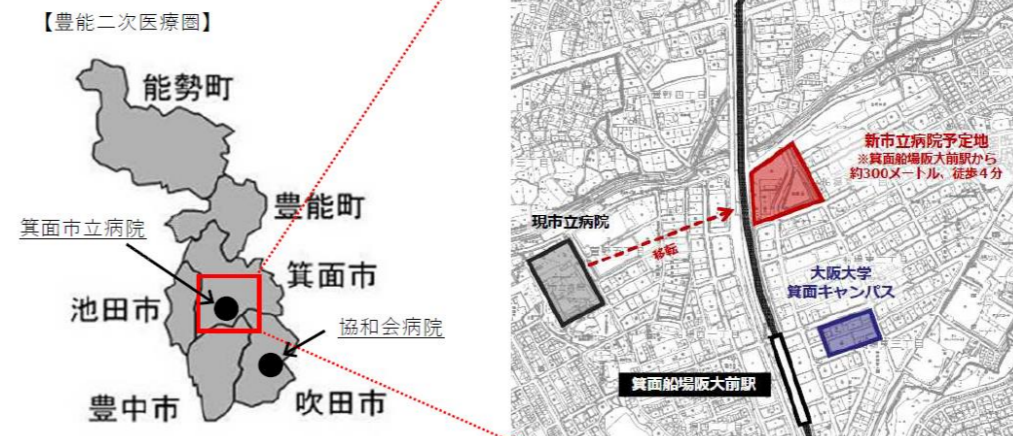 【豊能二次医療圏】
能勢町
豊能町
箕面市立病院
箕面市
池田市
協和会病院
豊中市
吹田市
新市立病院予定地
※箕面船場阪大前駅から
約300メートル、徒歩4分
現市立病院
移転
大阪大学
箕面キャンパス
箕面船場阪大前駅